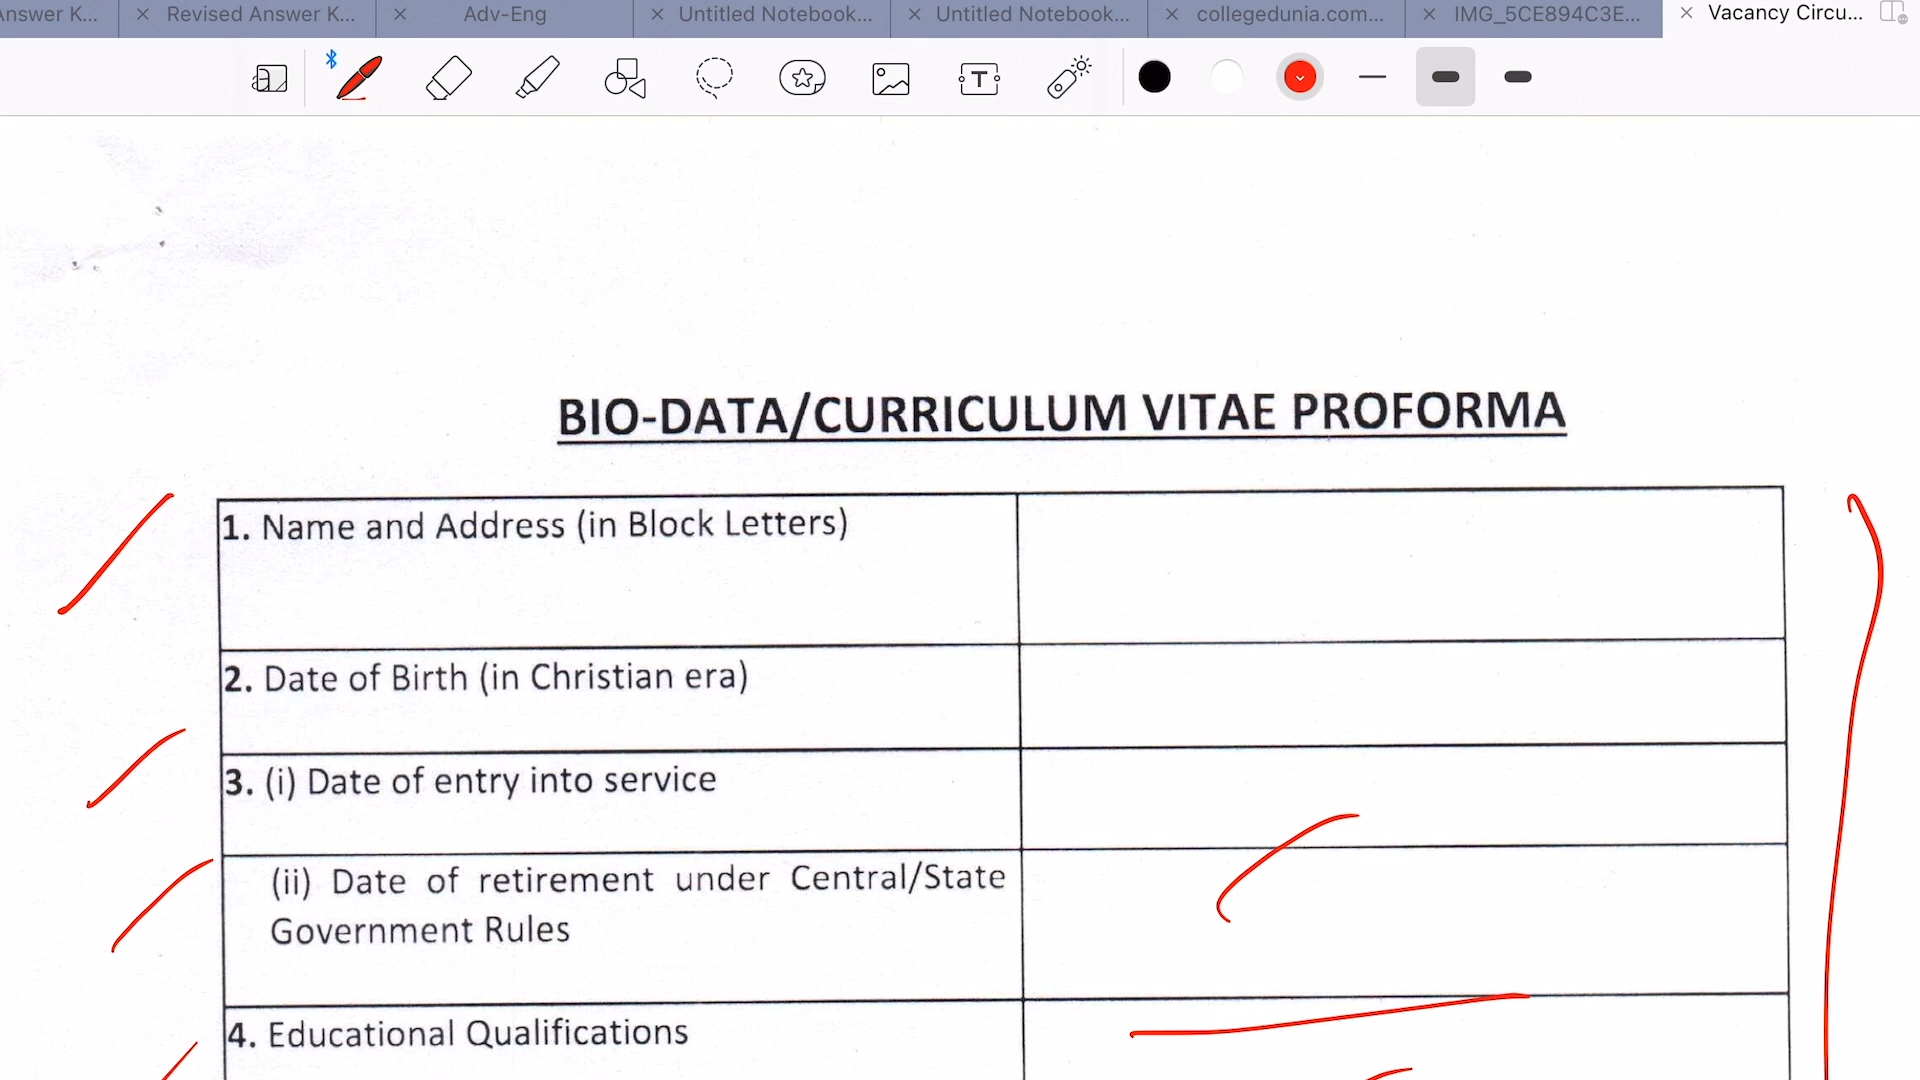 nswer K...
Revised Answer K...
Adv-Eng
Untitled Notebook...
Untitled Notebook...
collegedunia.com...
IMG_5CE894C3E...
Vacancy Circu...
BIO-DATA/CURRICULUM VITAE PROFORMA
1. Name and Address (in Block Letters)
2. Date of Birth (in Christian era)
3. (i) Date of entry into service
(ii) Date of retirement under Central/State
Government Rules
4. Educational Qualifications